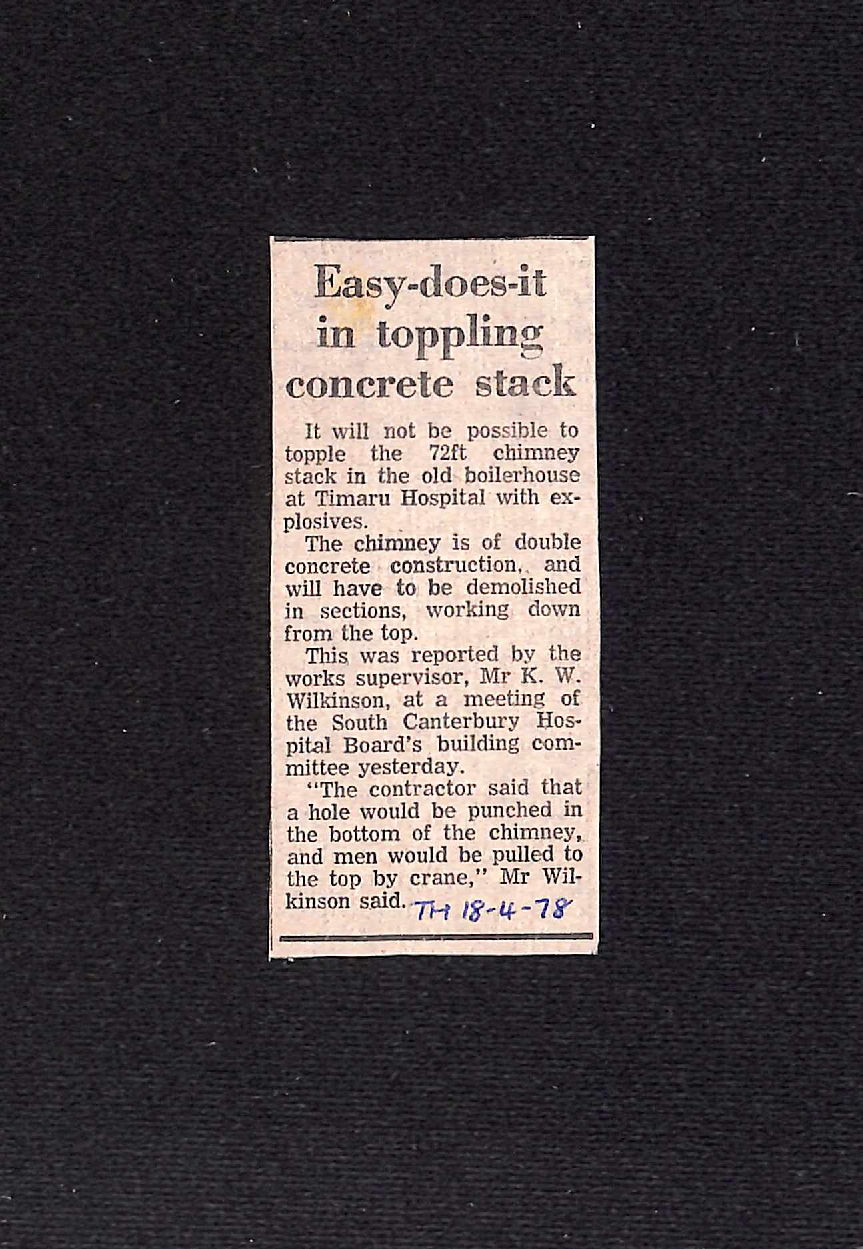 Easy-does-it
in toppling
concrete stack
It will not be possible to
topple the 72ft chimney
stack in the old boilerhouse
at Timaru Hospital with ex-
plosives.
The chimney is of double
concrete construction, and
will have to be demolished
in sections, working down
from the top.
This was reported by the
works supervisor, Mr K. W.
Wilkinson, at a meeting of
the South Canterbury Hos-
pital Board's building com-
mittee yesterday.
"The contractor said that
a hole would be punched in
the bottom of the chimney,
and men would be pulled to
the top by crane," Mr Wil-
kinson said. TH 18-4-78